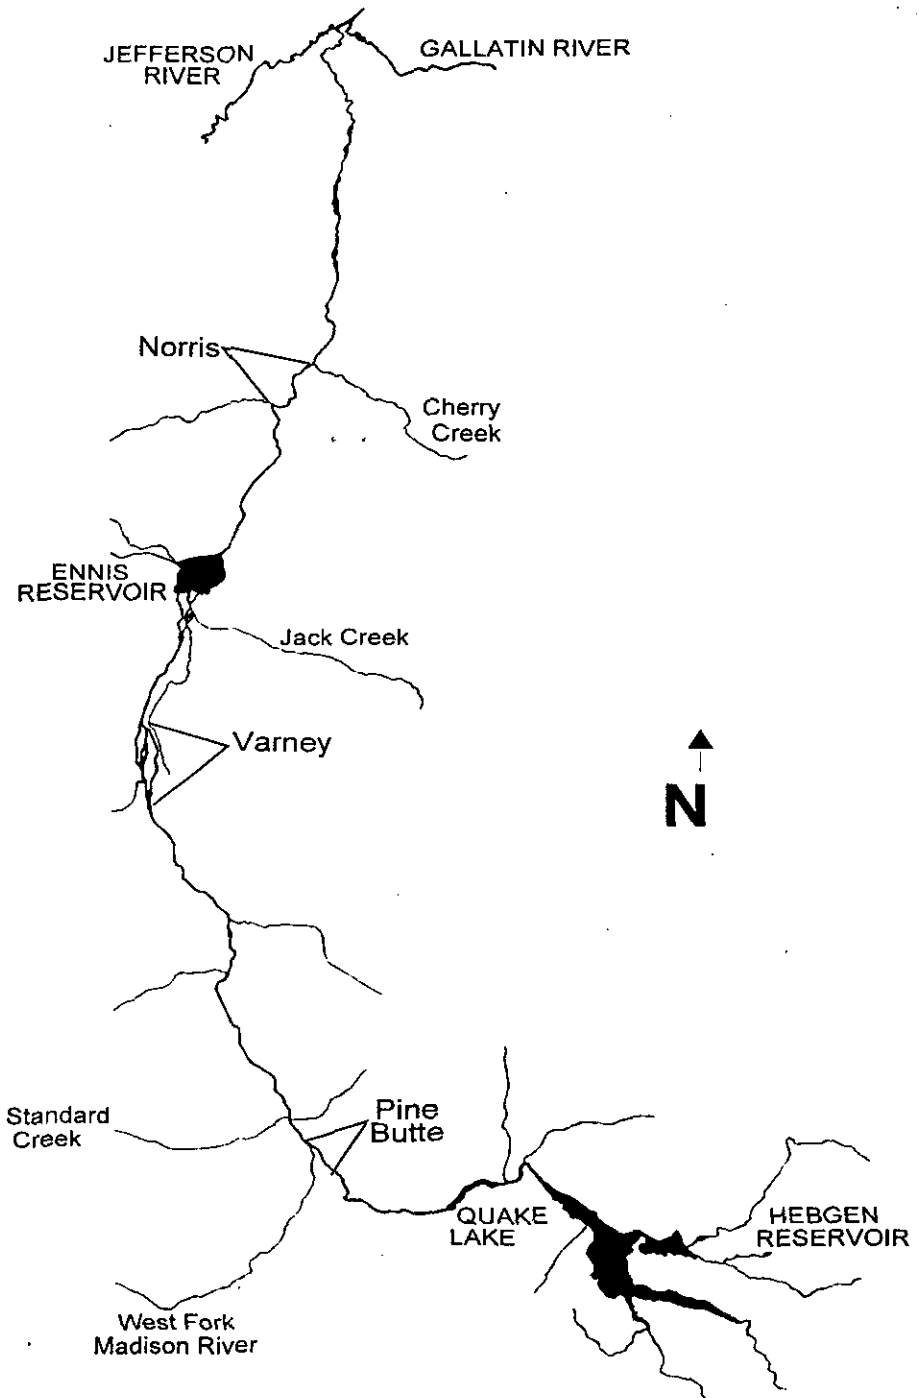 JEFFERSON
RIVER
GALLATIN RIVER
Norris
Cherry
Creek
ENNIS
RESERVOIR
Jack Creek
Varney
N
Standard
Creek
Pine
Butte
QUAKE
LAKE
HEBGEN
RESERVOIR
West Fork
Madison River